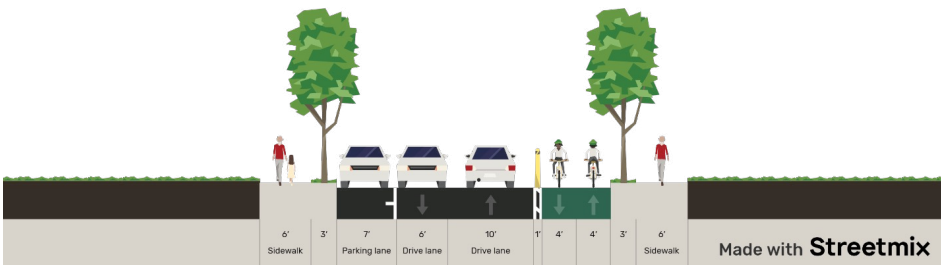 6' 3' 7' 6' 10' 1' 4' 4' 3' 6'
Sidewalk Parking lane Drive lane Drive lane Sidewalk
Made with Streetmix